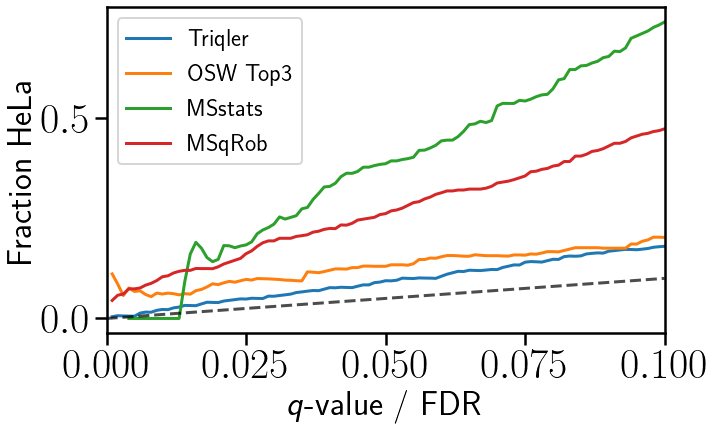 Triqler
OSW Top3
MSstats
MSqRob
Fraction HeLa
0.5
0.0
0.000 0.025 0.050 0.075 0.100
q-value / FDR